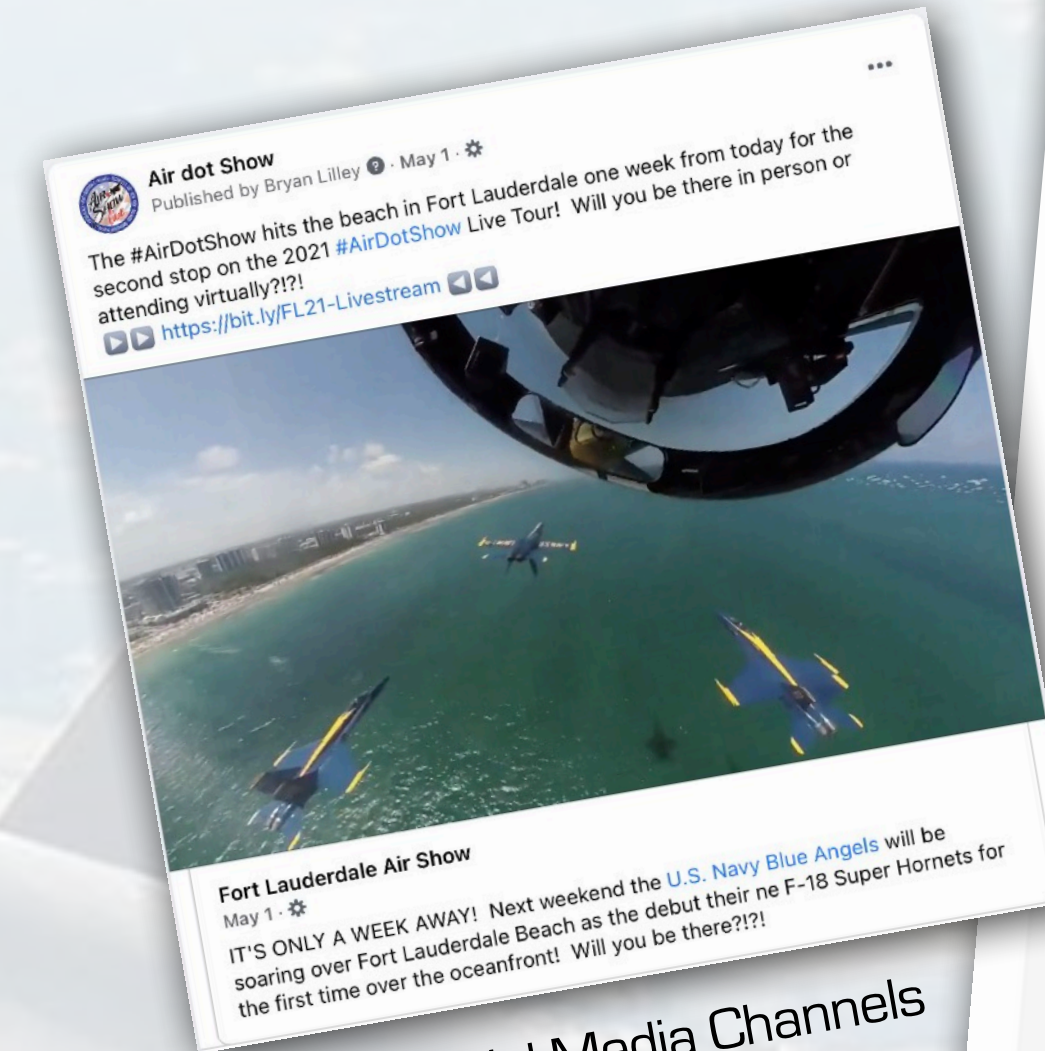 Air dot Show
Published by Bryan Lilley · May 1 ·
The #AirDotShow hits the beach in Fort Lauderdale one week from today for the
second stop on the 2021 #AirDotShow Live Tour! Will you be there in person or
attending virtually?!?!
https://bit.ly/FL21-Livestream
Fort Lauderdale Air Show
May 1 ·
IT'S ONLY A WEEK AWAY! Next weekend the U.S. Navy Blue Angels will be
soaring over Fort Lauderdale Beach as the debut their ne F-18 Super Hornets for
the first time over the oceanfront! Will you be there?!?!
Media Channels